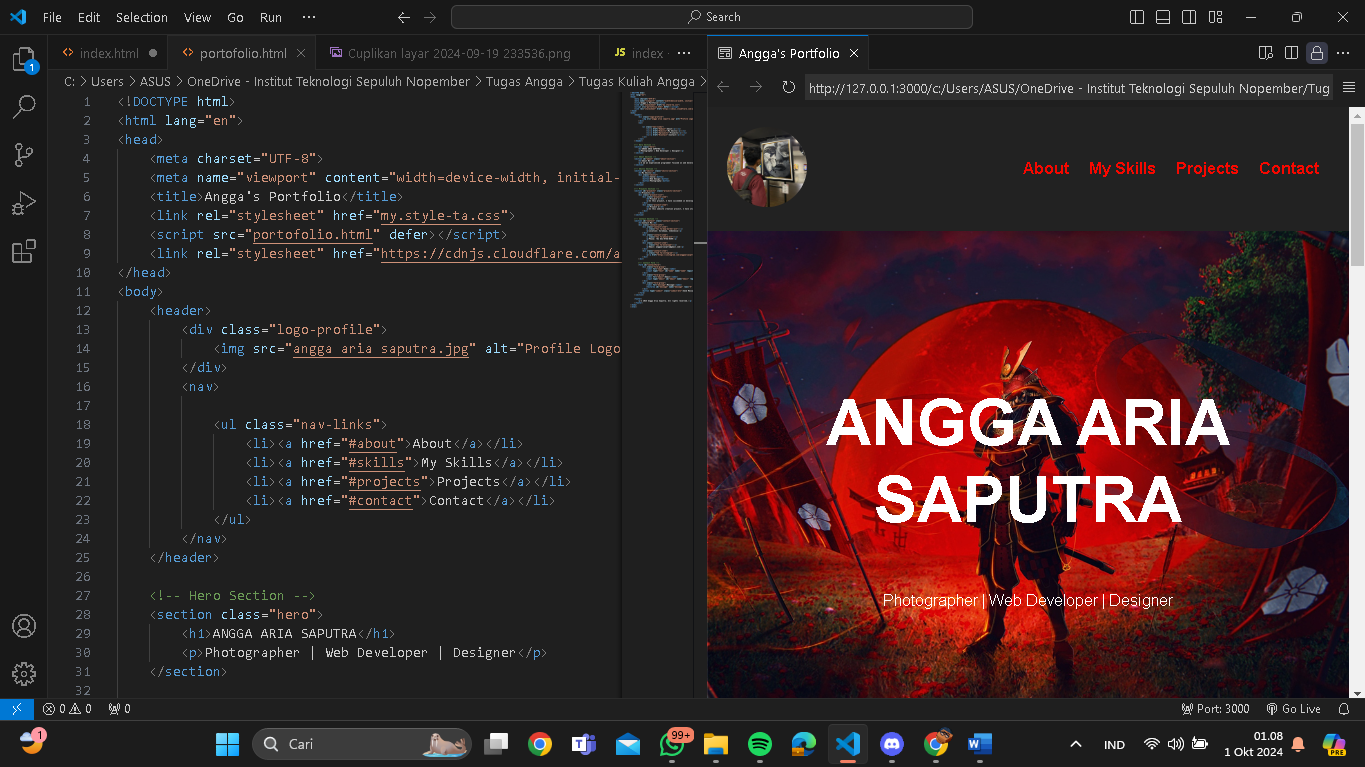 File Edit Selection View Go Run ··· Search
index.html portofolio.html Cuplikan layar 2024-09-19 233536.png JS index ···
Angga's Portfolio
C: > Users > ASUS > OneDrive - Institut Teknologi Sepuluh Nopember > Tugas Angga > Tugas Kuliah Angga >
http://127.0.0.1:3000/c:/Users/ASUS/OneDrive - Institut Teknologi Sepuluh Nopember/Tug
1
1 <!DOCTYPE html>
2 <html lang="en">
3 <head>
4 <meta charset="UTF-8">
5 <meta name="viewport" content="width=device-width, initial-
6 <title>Angga's Portfolio</title>
7 <link rel="stylesheet" href="my.style-ta.css">
8 <script src="portofolio.html" defer></script>
9 <link rel="stylesheet" href="https://cdnjs.cloudflare.com/a
10 </head>
11 <body>
12 <header>
13 <div class="logo-profile">
14 <img src="angga aria saputra.jpg" alt="Profile Logo
15 </div>
16 <nav>
17
18 <ul class="nav-links">
19 <li><a href="#about">About</a></li>
20 <li><a href="#skills">My Skills</a></li>
21 <li><a href="#projects">Projects</a></li>
22 <li><a href="#contact">Contact</a></li>
23 </ul>
24 </nav>
25 </header>
26
27 <!-- Hero Section -->
28 <section class="hero">
29 <h1>ANGGA ARIA SAPUTRA</h1>
30 <p>Photographer | Web Developer | Designer</p>
31 </section>
32
About My Skills Projects Contact
ANGGA ARIA
SAPUTRA
Photographer | Web Developer | Designer
0 0 0 Port: 3000 Go Live
1 Cari 99+ IND 01.08
1 Okt 2024
PRE